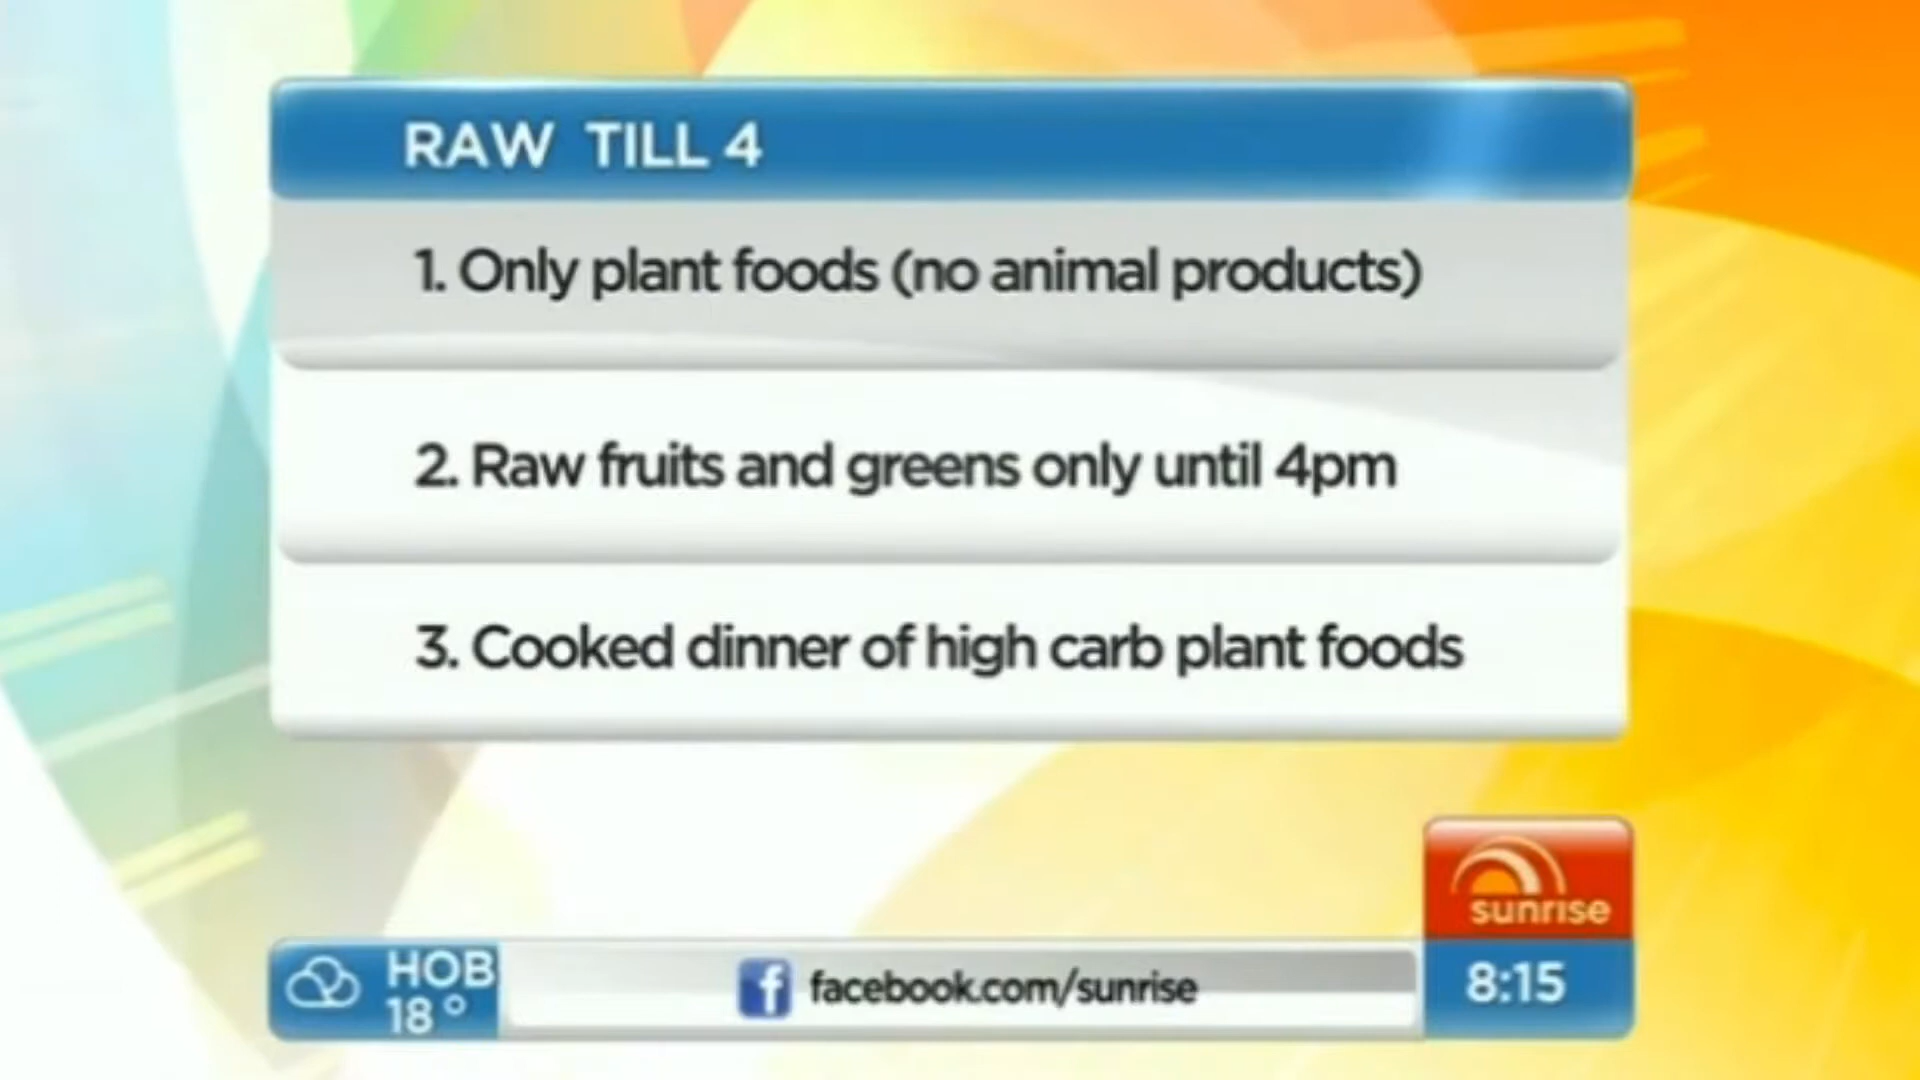 RAW TILL 4
1. Only plant foods (no animal products)
2. Raw fruits and greens only until 4pm
3. Cooked dinner of high carb plant foods
sunrise
HOB
18°
facebook.com/sunrise
8:15